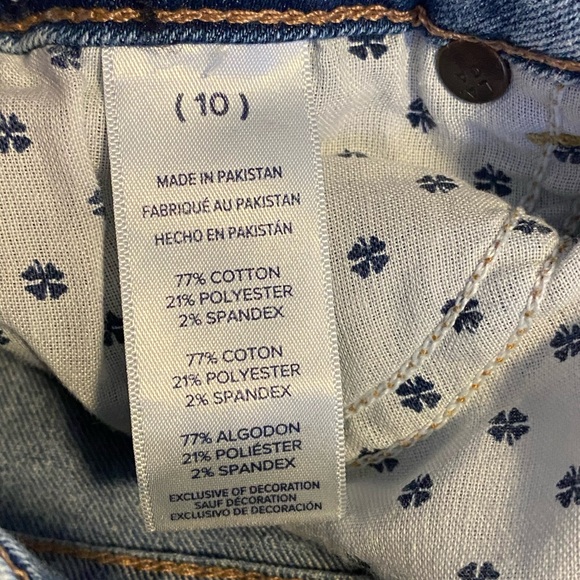 ( 10 )
MADE IN PAKISTAN
FABRIQUÉ AU PAKISTAN
HECHO EN PAKISTÁN
77% COTTON
21% POLYESTER
2% SPANDEX
77% COTON
21% POLYESTER
2% SPANDEX
77% ALGODON
21% POLIÉSTER
2% SPANDEX
EXCLUSIVE OF DECORATION
SAUF DÉCORATION
EXCLUSIVO DE DECORACIÓN